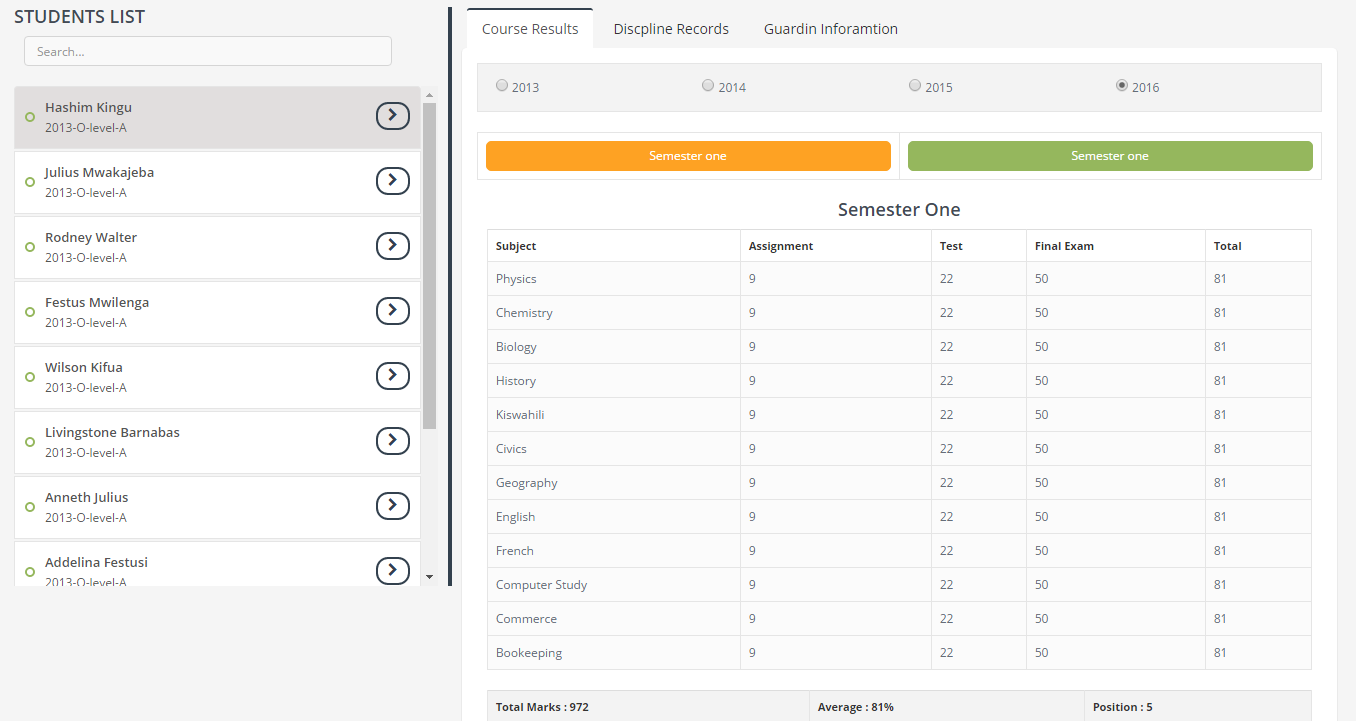 STUDENTS LIST
Search...
Hashim Kingu
2013-O-level-A
Julius Mwakajeba
2013-O-level-A
Rodney Walter
2013-O-level-A
Festus Mwilenga
2013-O-level-A
Wilson Kifua
2013-O-level-A
Livingstone Barnabas
2013-O-level-A
Anneth Julius
2013-O-level-A
Addelina Festusi
2013-O-level-A
Course Results Discpline Records Guardin Inforamtion
2013 2014 2015 2016
Semester one Semester one
Semester One
Subject Assignment Test Final Exam Total
Physics 9 22 50 81
Chemistry 9 22 50 81
Biology 9 22 50 81
History 9 22 50 81
Kiswahili 9 22 50 81
Civics 9 22 50 81
Geography 9 22 50 81
English 9 22 50 81
French 9 22 50 81
Computer Study 9 22 50 81
Commerce 9 22 50 81
Bookeeping 9 22 50 81
Total Marks : 972 Average : 81% Position : 5